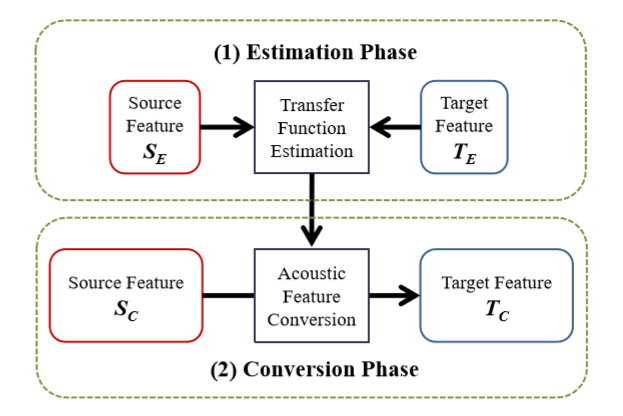 (1) Estimation Phase
Source
Feature
S_E
Transfer
Function
Estimation
Target
Feature
T_E
Source Feature
S_C
Acoustic
Feature
Conversion
Target Feature
T_C
(2) Conversion Phase